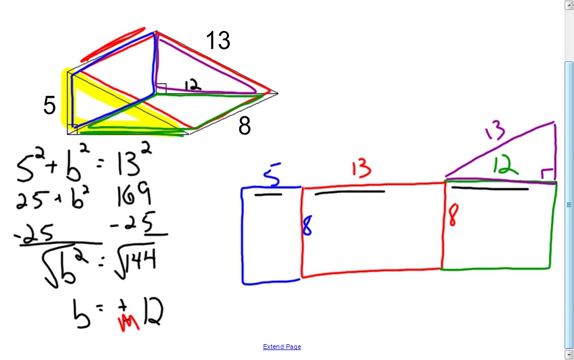 13
12
5
8
5² + b² = 13²
25 + b² 169
-25 -25
√b² = √144
b = ± 12
13
12
5
13
8
8
Extend Page